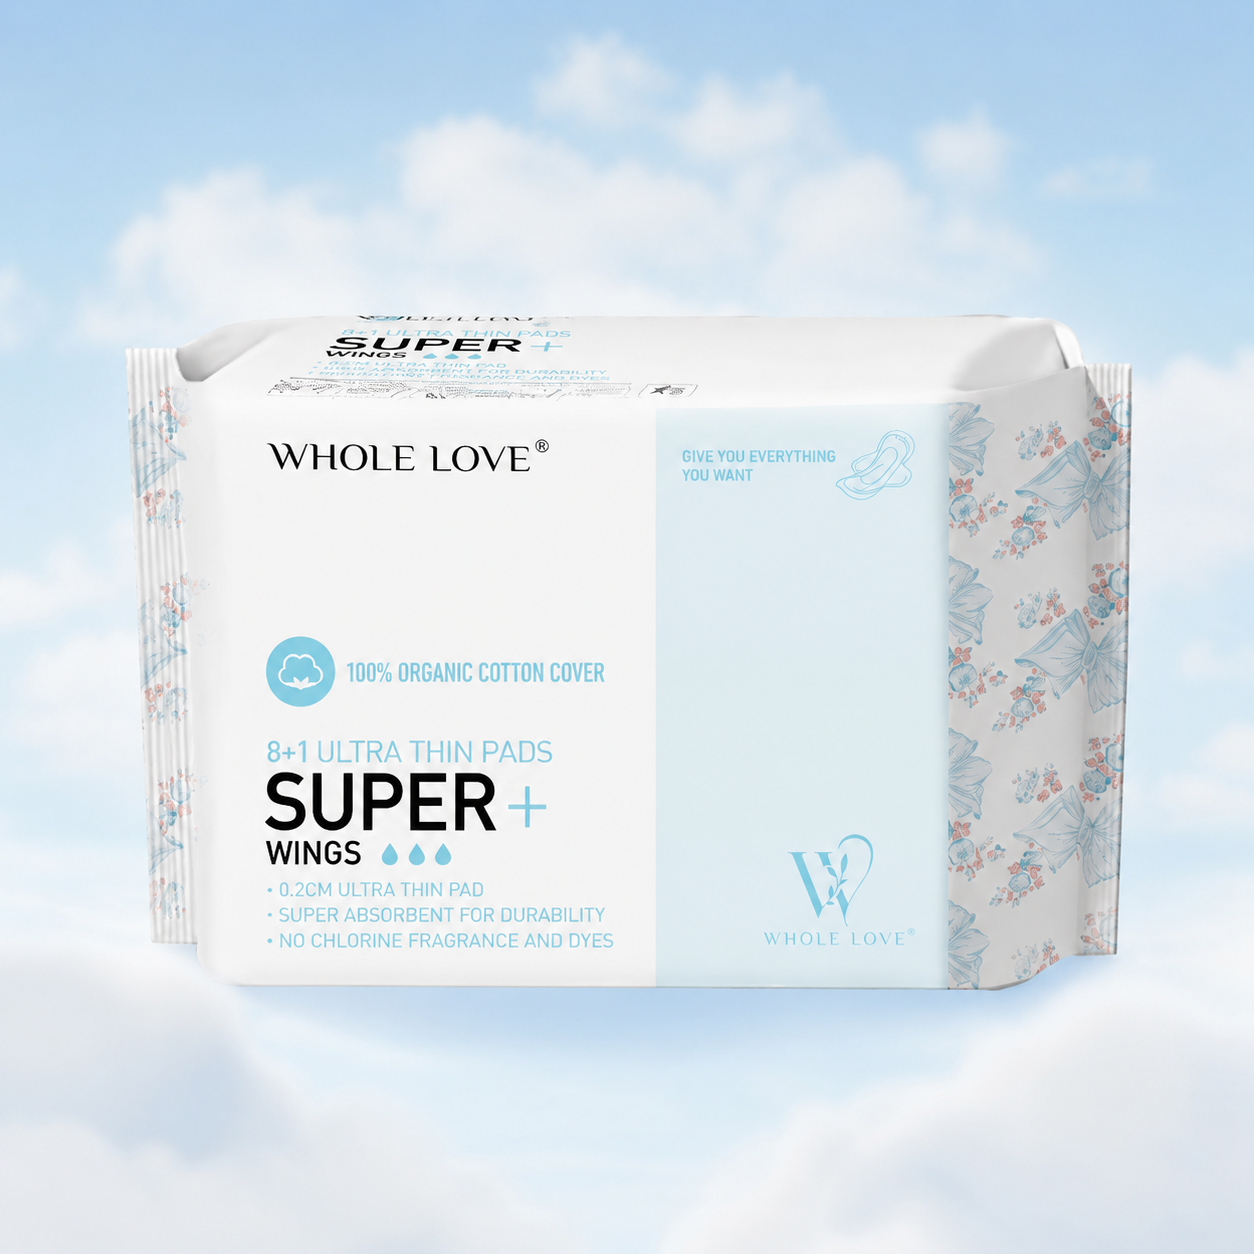 8+1 ULTRA THIN PADS
SUPER +
WINGS
WHOLE LOVE®
GIVE YOU EVERYTHING
YOU WANT
100% ORGANIC COTTON COVER
8+1 ULTRA THIN PADS
SUPER +
WINGS
• 0.2CM ULTRA THIN PAD
• SUPER ABSORBENT FOR DURABILITY
• NO CHLORINE FRAGRANCE AND DYES
W
WHOLE LOVE®